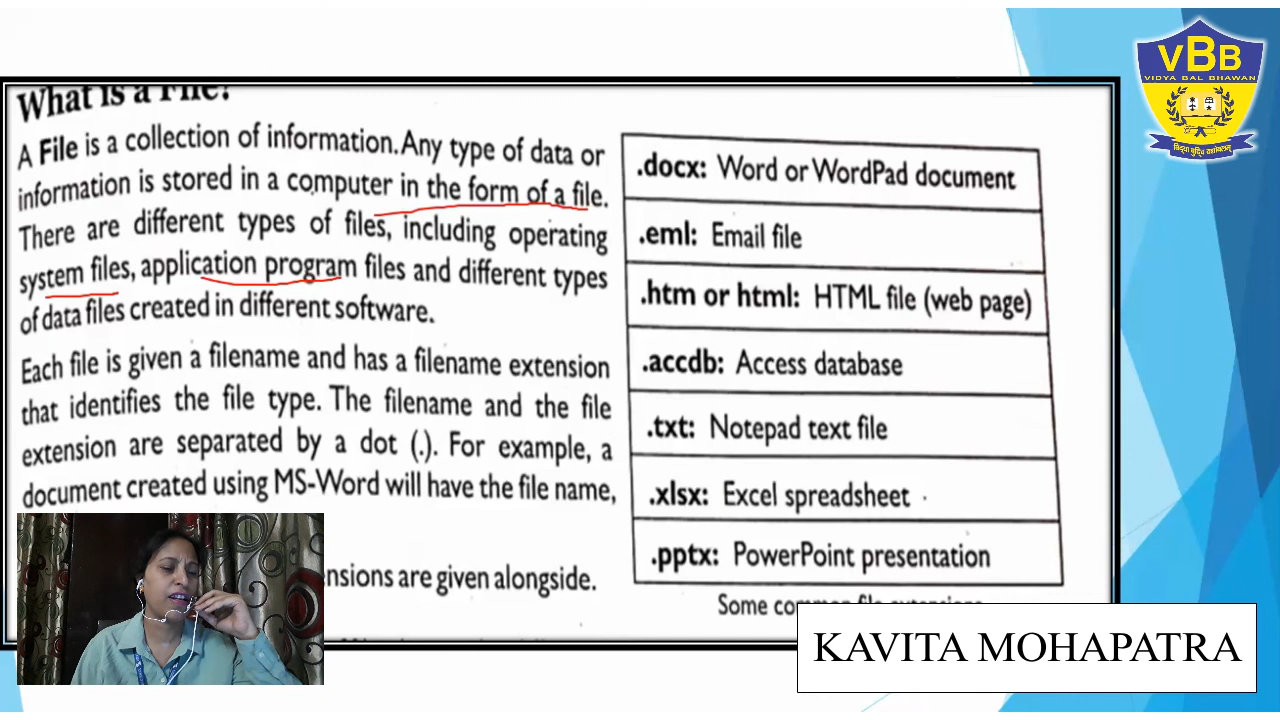 What is a File?
A File is a collection of information. Any type of data or
information is stored in a computer in the form of a file.
There are different types of files, including operating
system files, application program files and different types
of data files created in different software.
Each file is given a filename and has a filename extension
that identifies the file type. The filename and the file
extension are separated by a dot (.). For example, a
document created using MS-Word will have the file name,
nsions are given alongside.
.docx: Word or WordPad document
.eml: Email file
.htm or html: HTML file (web page)
.accdb: Access database
.txt: Notepad text file
.xlsx: Excel spreadsheet
.pptx: PowerPoint presentation
Some common file extensions
VBB
VIDYA BAL BHAWAN
KAVITA MOHAPATRA